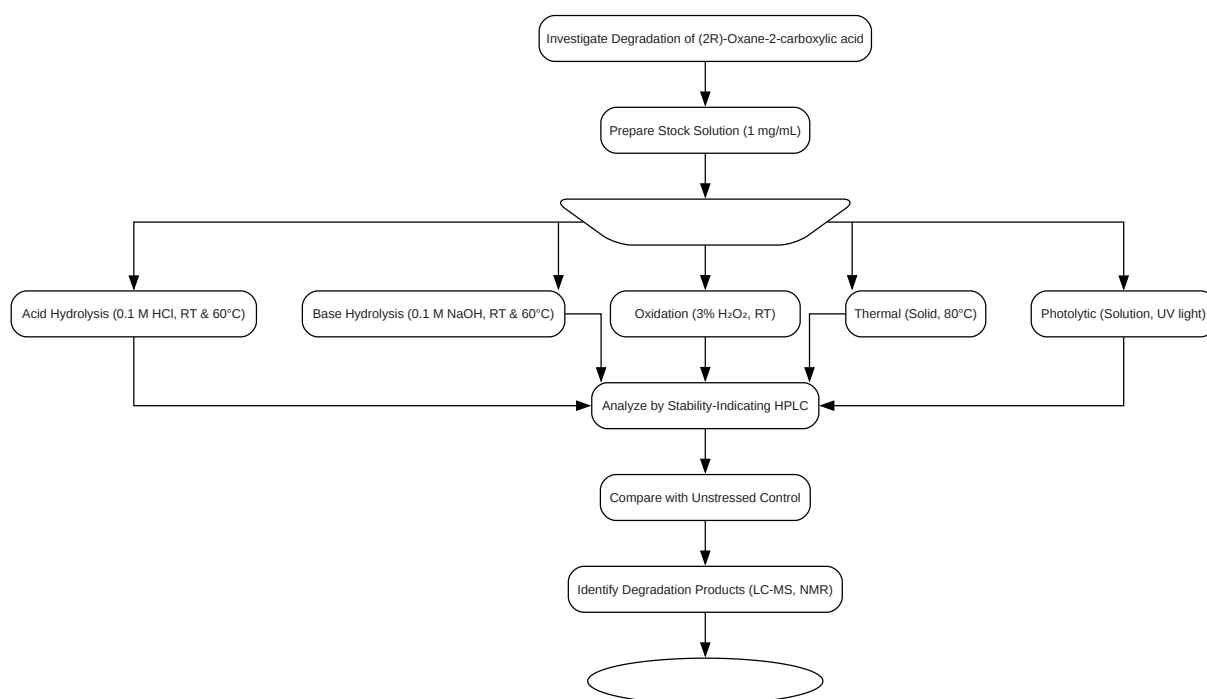 Investigate Degradation of (2R)-Oxane-2-carboxylic acid
Prepare Stock Solution (1 mg/mL)
Acid Hydrolysis (0.1 M HCl, RT & 60°C)
Base Hydrolysis (0.1 M NaOH, RT & 60°C)
Oxidation (3% H₂O₂, RT)
Thermal (Solid, 80°C)
Photolytic (Solution, UV light)
Analyze by Stability-Indicating HPLC
Compare with Unstressed Control
Identify Degradation Products (LC-MS, NMR)